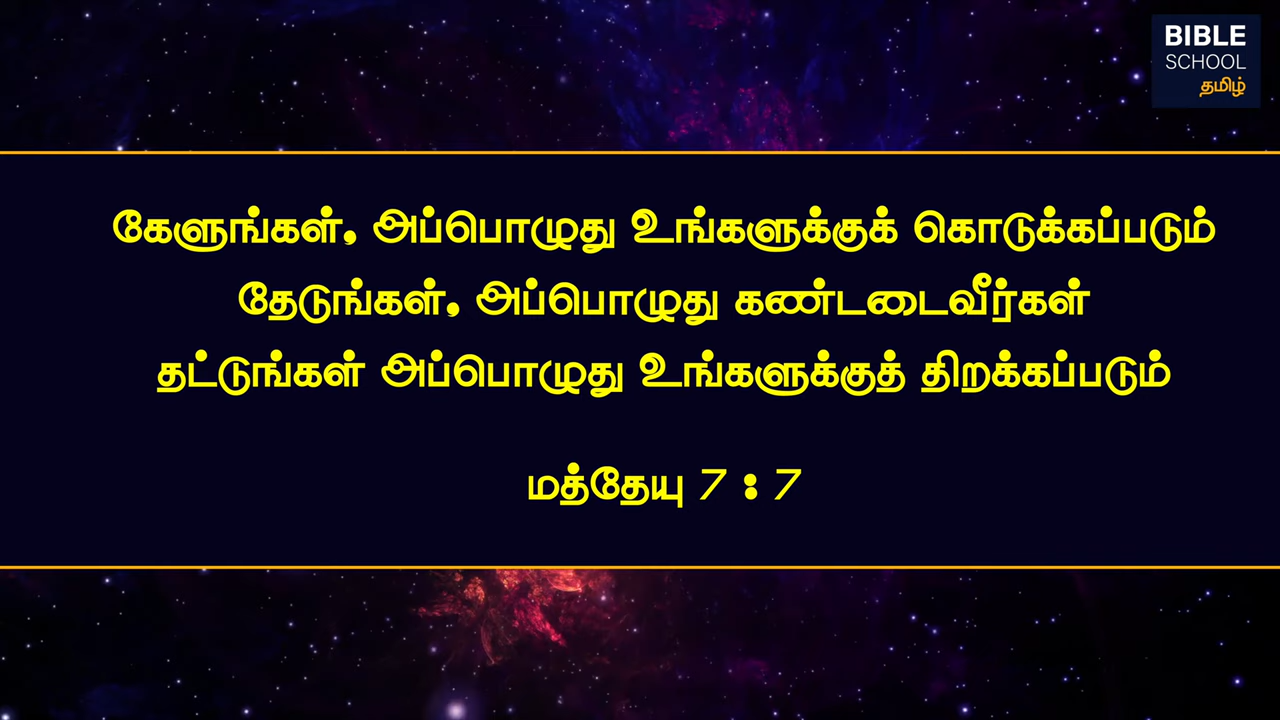 BIBLE
SCHOOL
தமிழ்
கேளுங்கள், அப்பொழுது உங்களுக்குக் கொடுக்கப்படும்
தேடுங்கள், அப்பொழுது கண்டடைவீர்கள்
தட்டுங்கள் அப்பொழுது உங்களுக்குத் திறக்கப்படும்
மத்தேயு 7 : 7